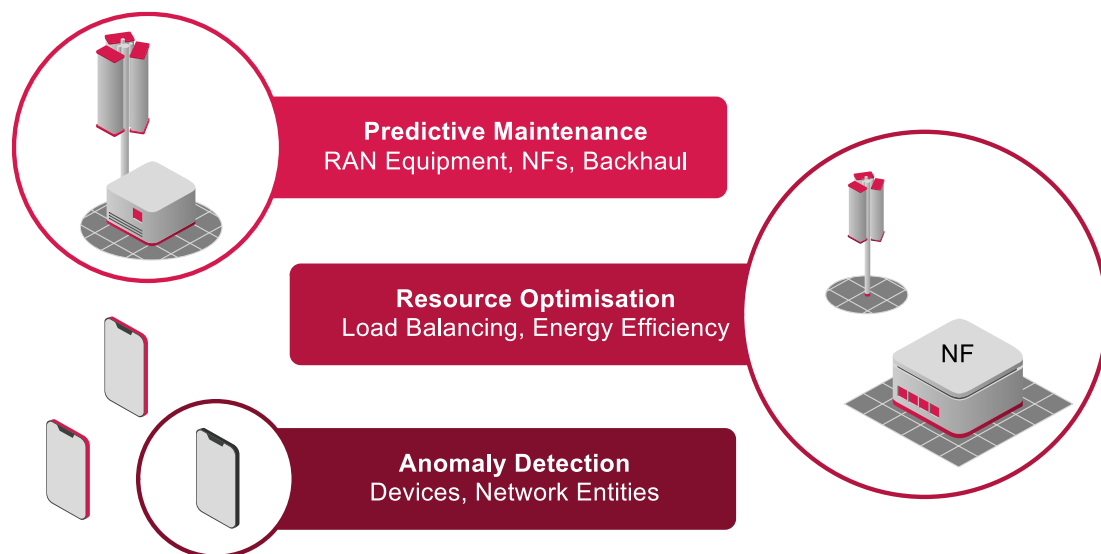 Predictive Maintenance
RAN Equipment, NFs, Backhaul
Resource Optimisation
Load Balancing, Energy Efficiency
NF
Anomaly Detection
Devices, Network Entities